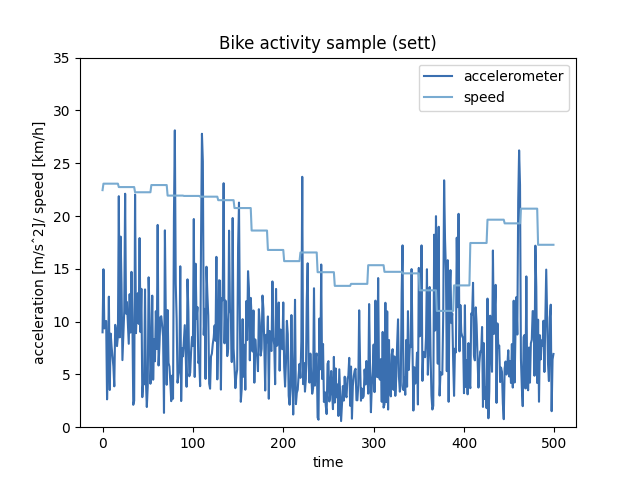 Bike activity sample (sett)
acceleration [m/s^2]/ speed [km/h]
35
30
25
20
15
10
5
0
accelerometer
speed
0
100
200
300
400
500
time